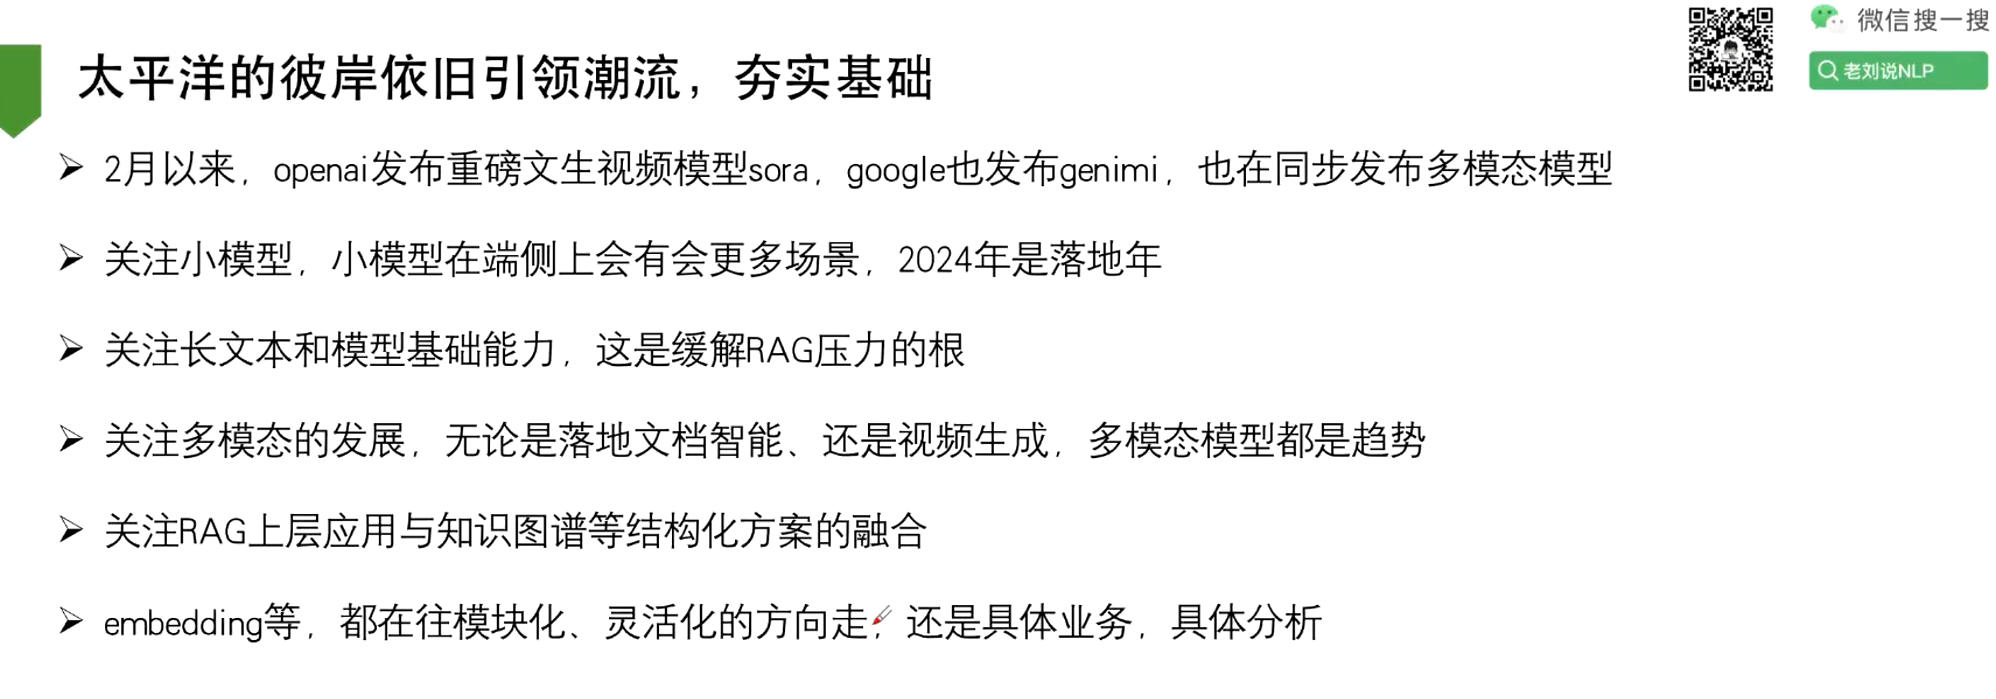 微信搜一搜
老刘说NLP
太平洋的彼岸依旧引领潮流，夯实基础
2月以来，openai发布重磅文生视频模型sora，google也发布genimi，也在同步发布多模态模型
关注小模型，小模型在端侧上会有会更多场景，2024年是落地年
关注长文本和模型基础能力，这是缓解RAG压力的根
关注多模态的发展，无论是落地文档智能、还是视频生成，多模态模型都是趋势
关注RAG上层应用与知识图谱等结构化方案的融合
embedding等，都在往模块化、灵活化的方向走，还是具体业务，具体分析